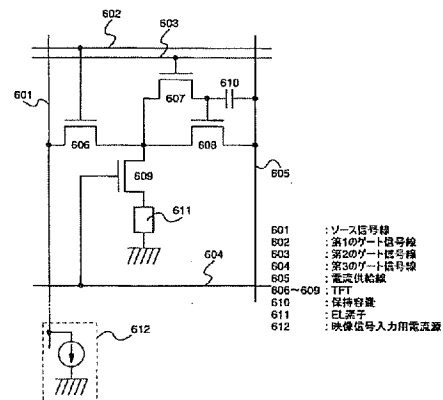 602
603
601
610
607
606
608
605
609
611
604
612
601 : ソース信号線
602 : 第1のゲート信号線
603 : 第2のゲート信号線
604 : 第3のゲート信号線
605 : 電流供給線
606~609 : TFT
610 : 保持容量
611 : EL素子
612 : 映像信号入力用電流源